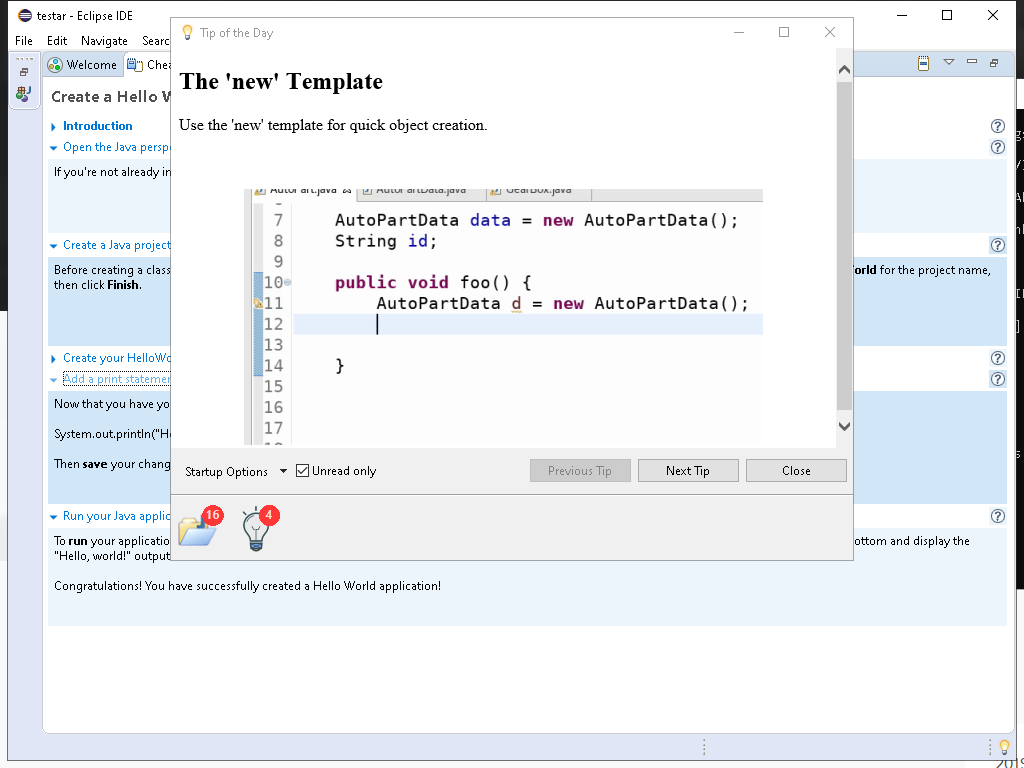 testar - Eclipse IDE
File Edit Navigate Searc
Welcome Chea
Tip of the Day
Create a Hello W
Introduction
Open the Java persp
If you're not already in
Create a Java project
Before creating a class
orld for the project name,
then click Finish.
Create your HelloWo
Add a print statemen
Now that you have yo
System.out.println("He
Then save your chang
Run your Java applic
To run your applicatio
ottom and display the
"Hello, world!" output
Congratulations! You have successfully created a Hello World application!
The 'new' Template
Use the 'new' template for quick object creation.
AutoPart.java AutoPartData.java GearBox.java
7 AutoPartData data = new AutoPartData();
8 String id;
9
10 public void foo() {
11 AutoPartData d = new AutoPartData();
12
13
14 }
15
16
17
Startup Options Unread only Previous Tip Next Tip Close
16 4
2019